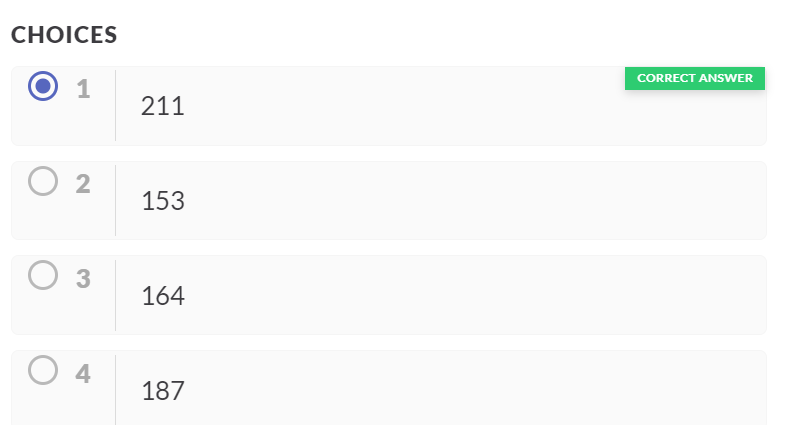 CHOICES
CORRECT ANSWER
1 211
2 153
3 164
4 187